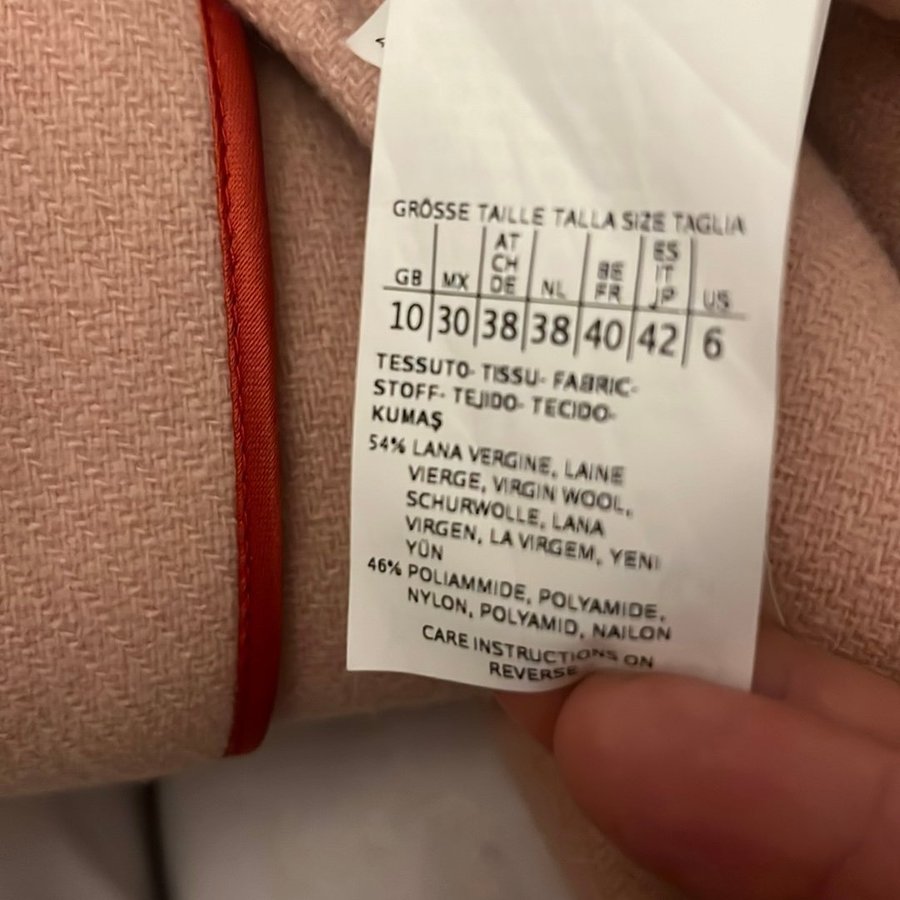 GRÖSSE TAILLE TALLA SIZE TAGLIA
GB MX AT CH DE NL BE FR ES IT JP US
10 30 38 38 40 42 6
TESSUTO- TISSU- FABRIC-
STOFF- TEJIDO- TECIDO-
KUMAŞ
54% LANA VERGINE, LAINE
VIERGE, VIRGIN WOOL,
SCHURWOLLE, LANA
VIRGEN, LA VIRGEM, YENI
YÜN
46% POLIAMMIDE, POLYAMIDE,
NYLON, POLYAMID, NAILON
CARE INSTRUCTIONS ON
REVERSE